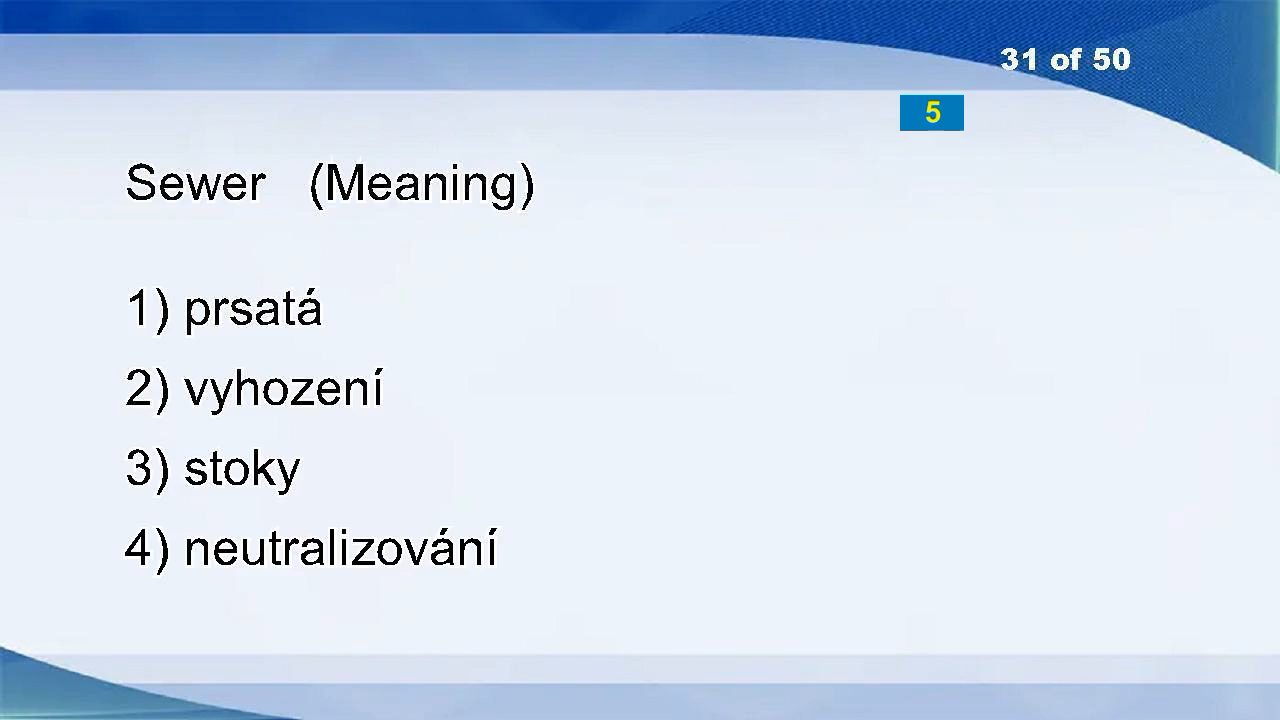 31 of 50
5
Sewer (Meaning)
1) prsatá
2) vyhození
3) stoky
4) neutralizování